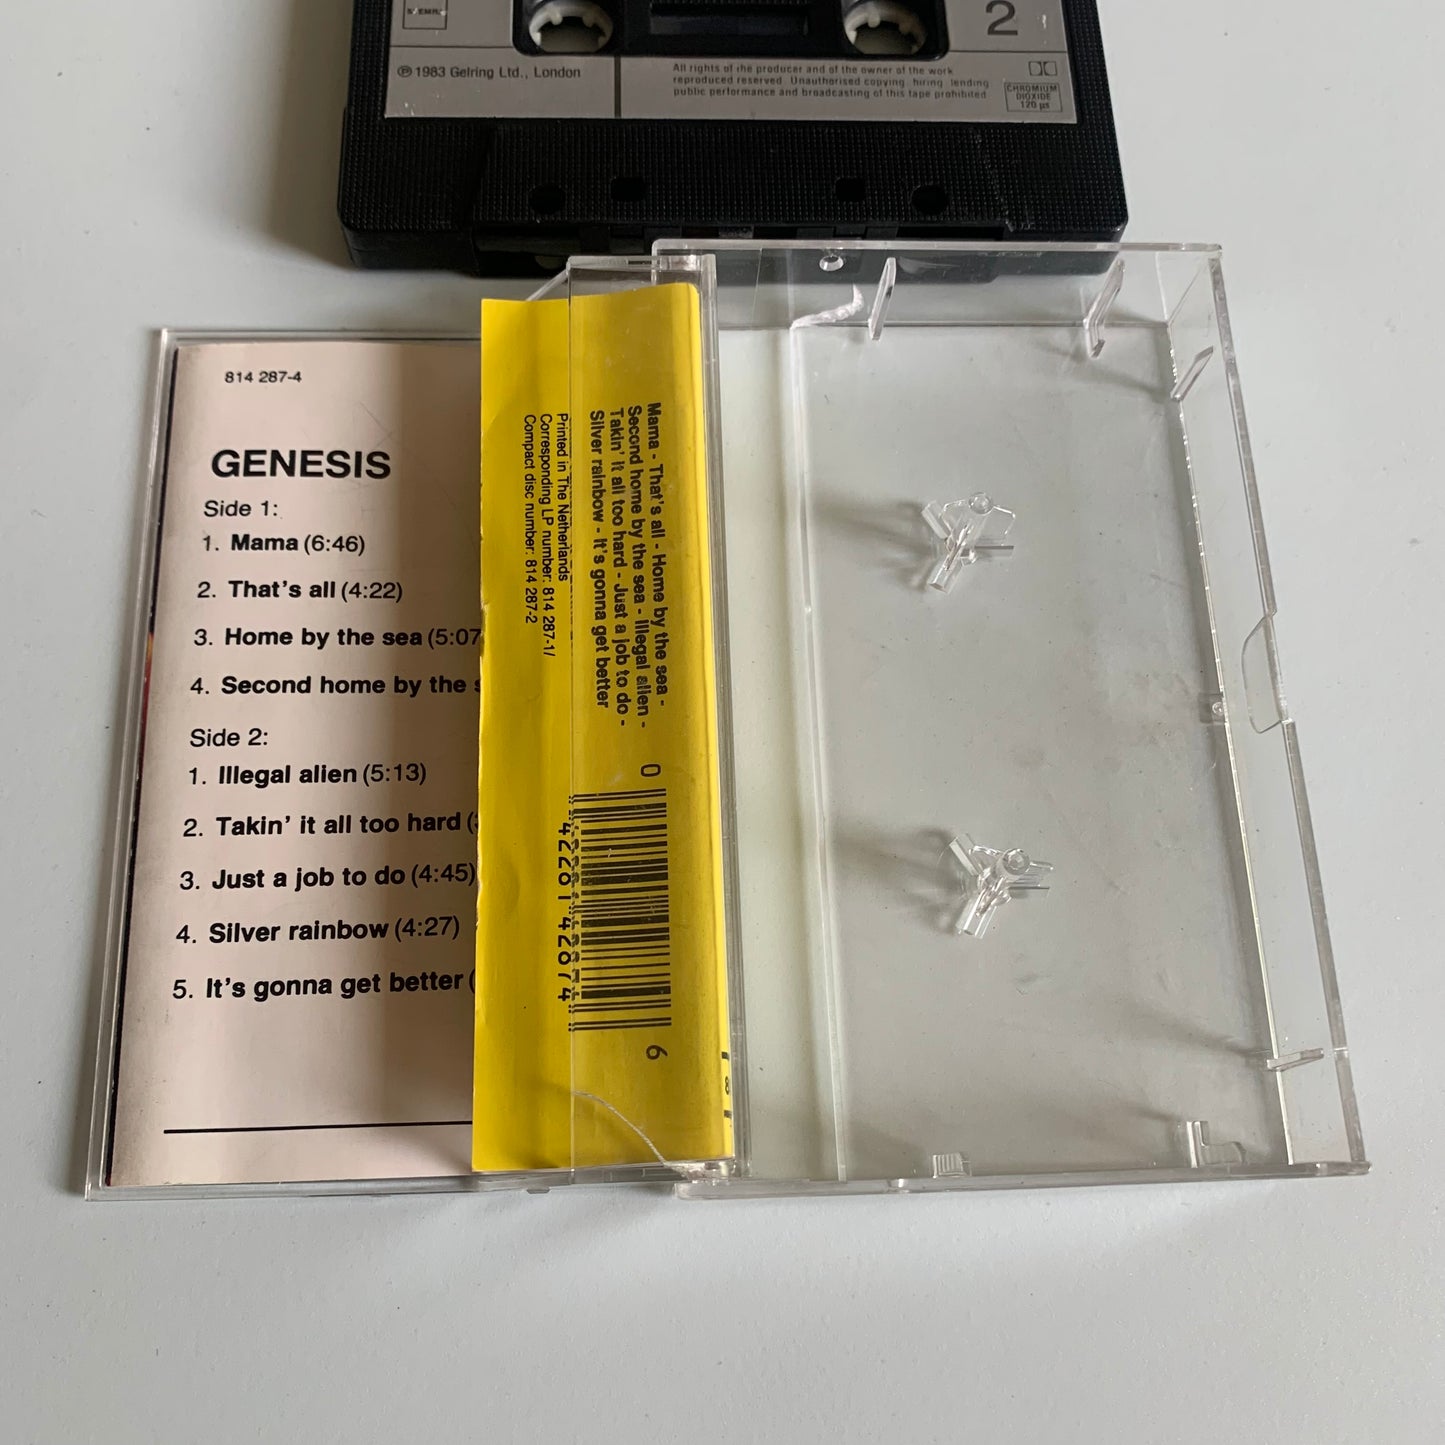 STEMRA
2
℗ 1983 Gelring Ltd., London
All rights of the producer and of the owner of the work
reproduced reserved. Unauthorised copying, hiring, lending
public performance and broadcasting of this tape prohibited
CHROMIUM
DIOXIDE
120 µs
814 287-4
GENESIS
Side 1:
1. Mama (6:46)
2. That's all (4:22)
3. Home by the sea (5:07
4. Second home by the s
Side 2:
1. Illegal alien (5:13)
2. Takin' it all too hard (
3. Just a job to do (4:45)
4. Silver rainbow (4:27)
5. It's gonna get better (
Mama - That's all - Home by the sea -
Second home by the sea - Illegal alien -
Takin' it all too hard - Just a job to do -
Silver rainbow - It's gonna get better
Printed in The Netherlands
Corresponding LP number: 814 287-1/
Compact disc number: 814 287-2
0 42281 42874 6